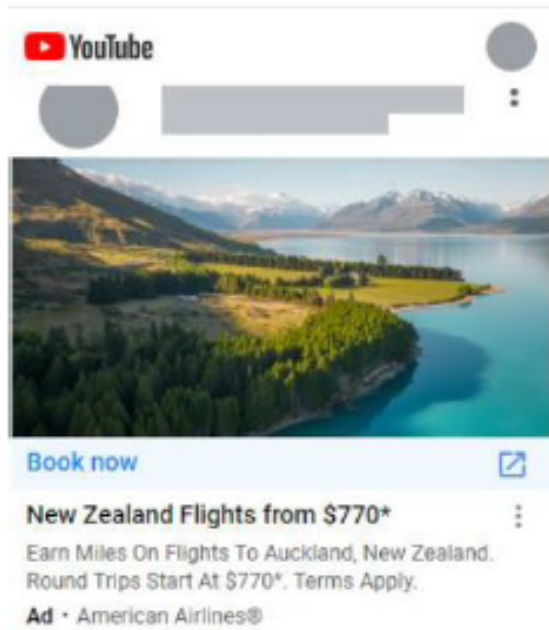 YouTube
Book now
New Zealand Flights from $770*
Earn Miles On Flights To Auckland, New Zealand.
Round Trips Start At $770*. Terms Apply.
Ad · American Airlines®